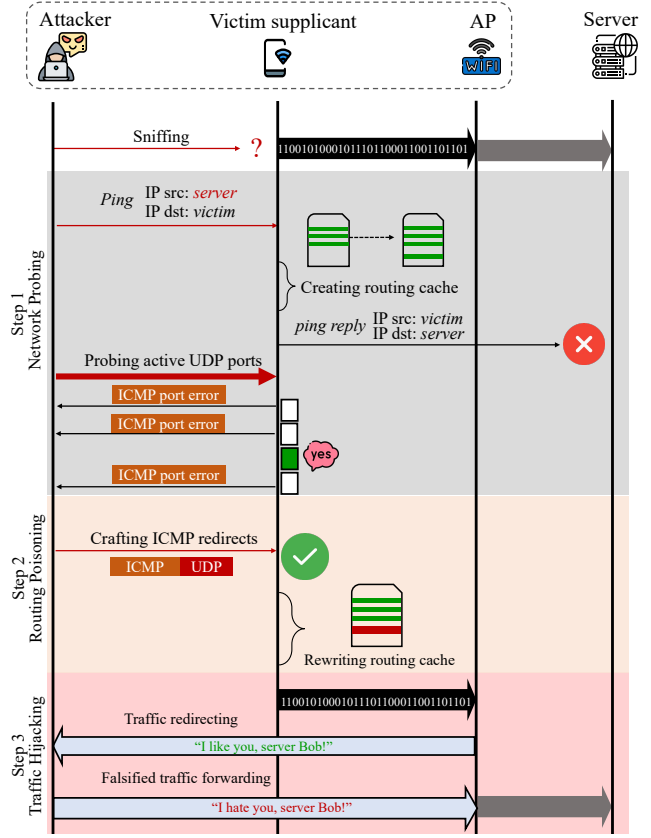 Attacker
Victim supplicant
AP
Server
WIFI
Sniffing
?
11001010001011101100011001101101
Step 1
Network Probing
Ping
IP src: server
IP dst: victim
Creating routing cache
ping reply
IP src: victim
IP dst: server
Probing active UDP ports
ICMP port error
ICMP port error
yes
ICMP port error
Step 2
Routing Poisoning
Crafting ICMP redirects
ICMP
UDP
Rewriting routing cache
Step 3
Traffic Hijacking
11001010001011101100011001101101
Traffic redirecting
“I like you, server Bob!”
Falsified traffic forwarding
“I hate you, server Bob!”